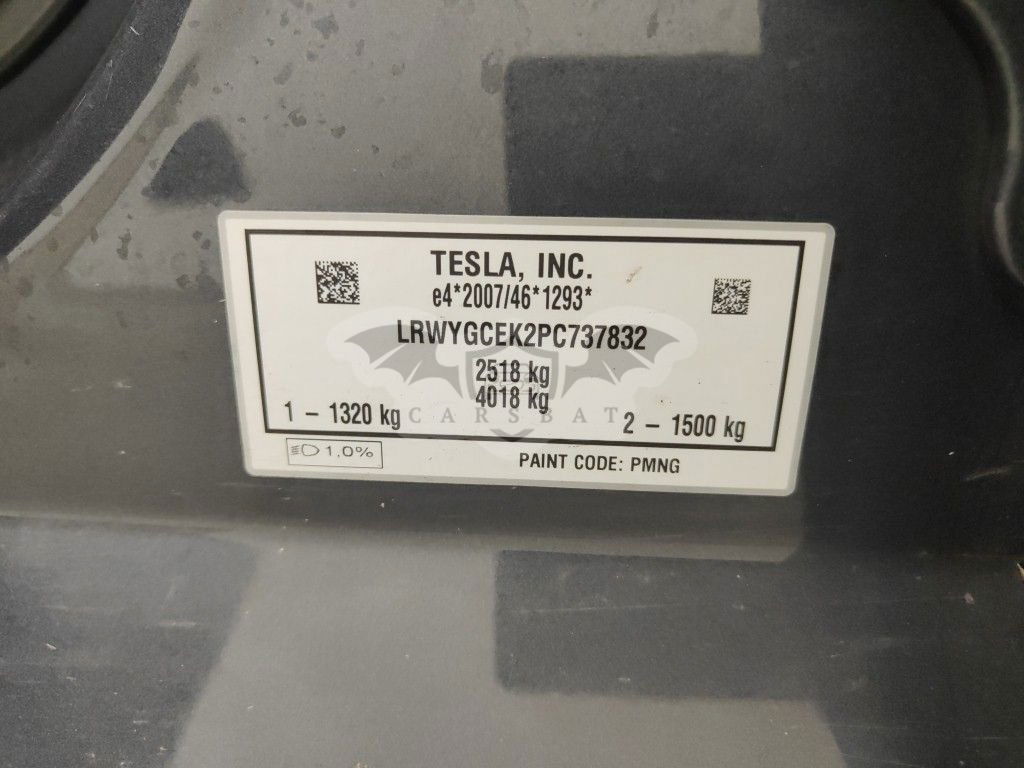 TESLA, INC.
e4*2007/46*1293*
LRWYGCEK2PC737832
2518 kg
4018 kg
1 - 1320 kg
2 - 1500 kg
CARSBAT
1,0%
PAINT CODE: PMNG